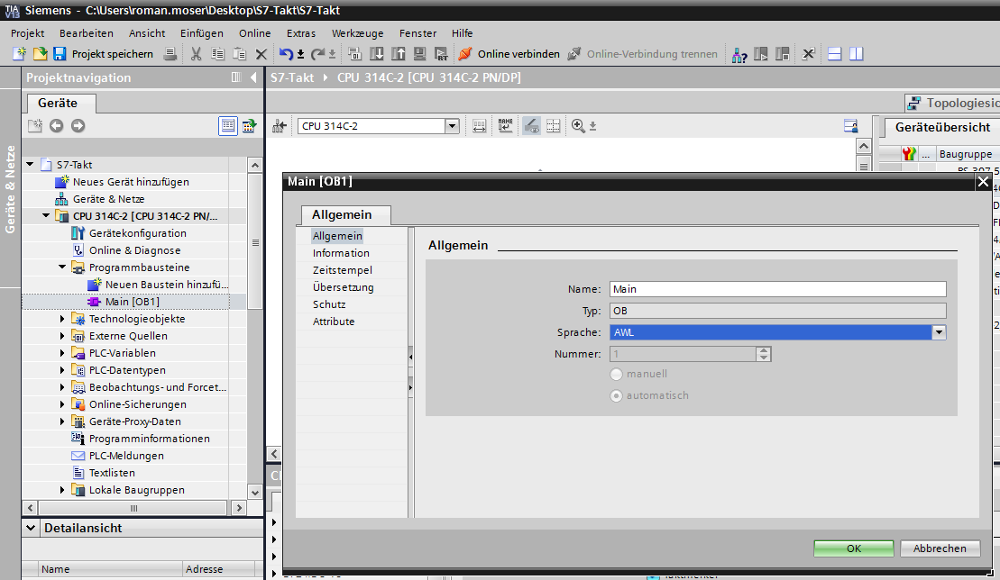 TIA
V13
Siemens - C:\Users\roman.moser\Desktop\S7-Takt\S7-Takt
Projekt Bearbeiten Ansicht Einfügen Online Extras Werkzeuge Fenster Hilfe
Projekt speichern Online verbinden Online-Verbindung trennen
Projektnavigation
S7-Takt CPU 314C-2 [CPU 314C-2 PN/DP]
Geräte
Geräte & Netze
S7-Takt
Neues Gerät hinzufügen
Geräte & Netze
CPU 314C-2 [CPU 314C-2 PN/...
Gerätekonfiguration
Online & Diagnose
Programmbausteine
Neuen Baustein hinzufü...
Main [OB1]
Technologieobjekte
Externe Quellen
PLC-Variablen
PLC-Datentypen
Beobachtungs- und Forcet...
Online-Sicherungen
Geräte-Proxy-Daten
Programminformationen
PLC-Meldungen
Textlisten
Lokale Baugruppen
Detailansicht
Name Adresse
CPU 314C-2
NAME
Topologiesic
Geräteübersicht
... Baugruppe
Main [OB1]
Allgemein
Allgemein
Information
Zeitstempel
Übersetzung
Schutz
Attribute
Allgemein
Name: Main
Typ: OB
Sprache: AWL
Nummer: 1
manuell
automatisch
OK Abbrechen